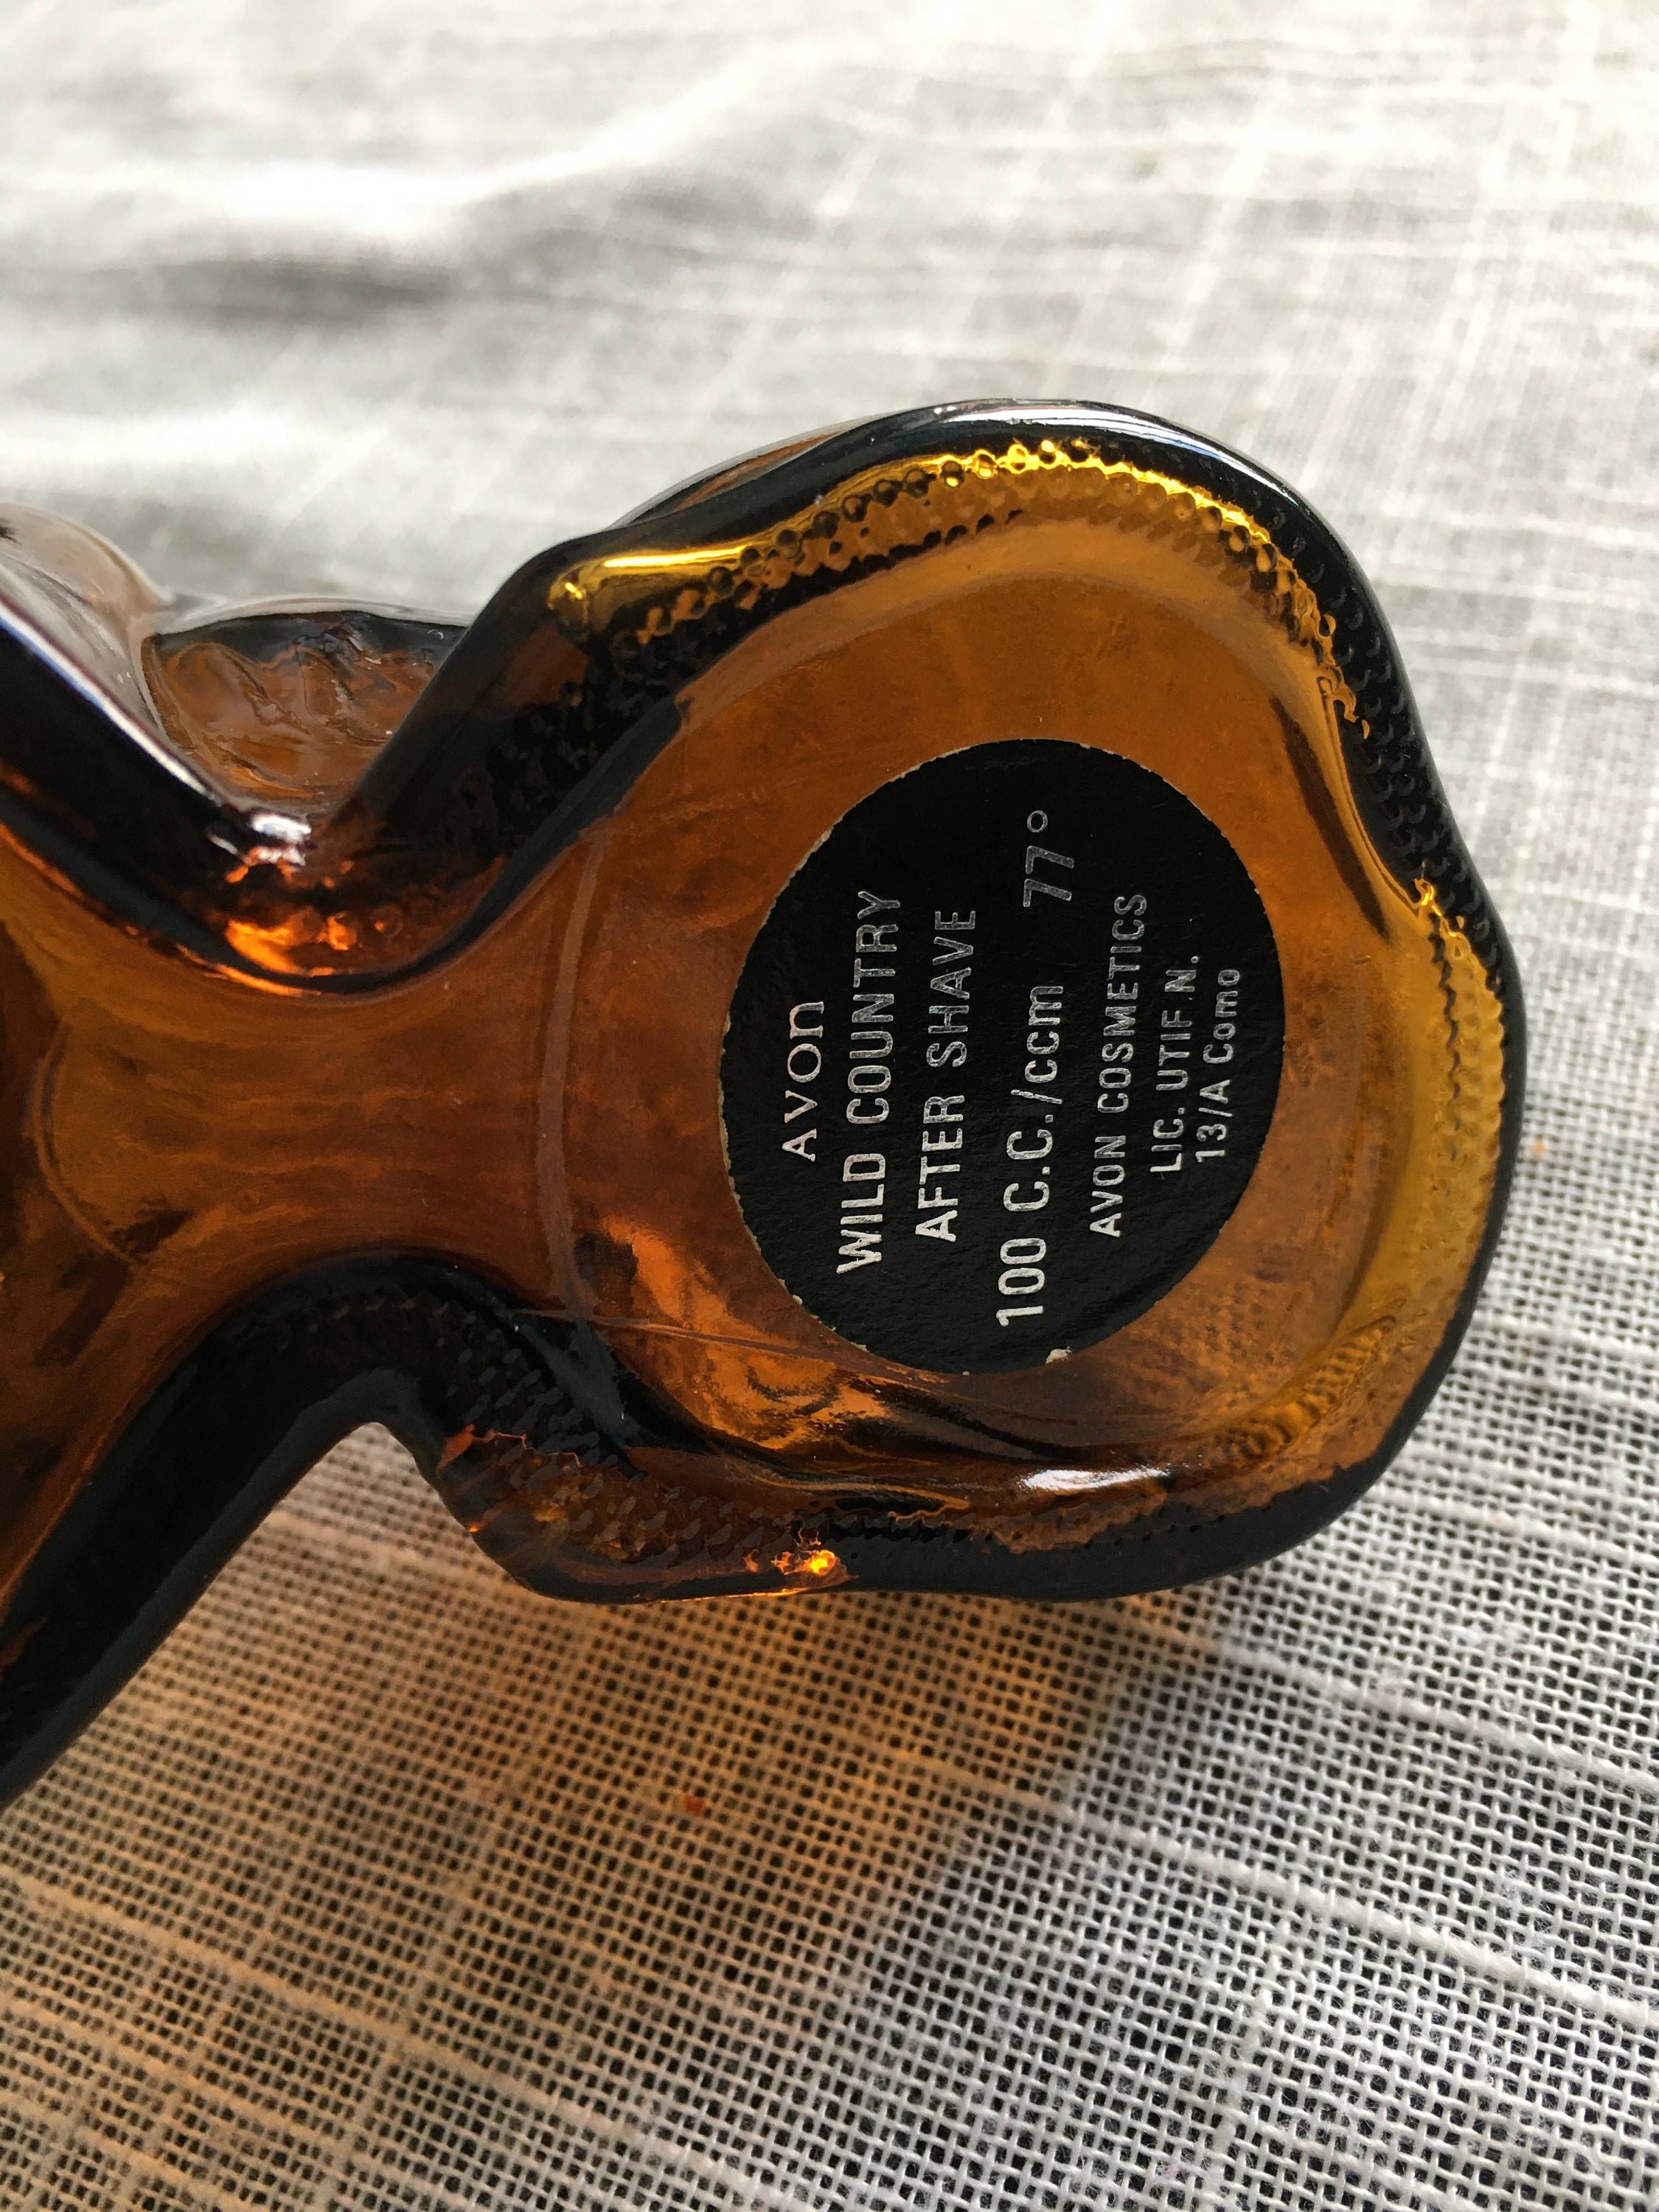 AVON
WILD COUNTRY
AFTER SHAVE
100 C.C./ccm 77°
AVON COSMETICS
LIC. UTIF. N.
13/A Como